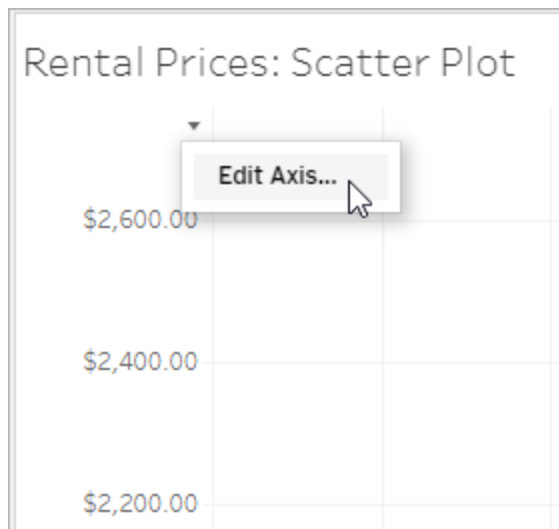 Rental Prices: Scatter Plot
Edit Axis...
$2,600.00
$2,400.00
$2,200.00